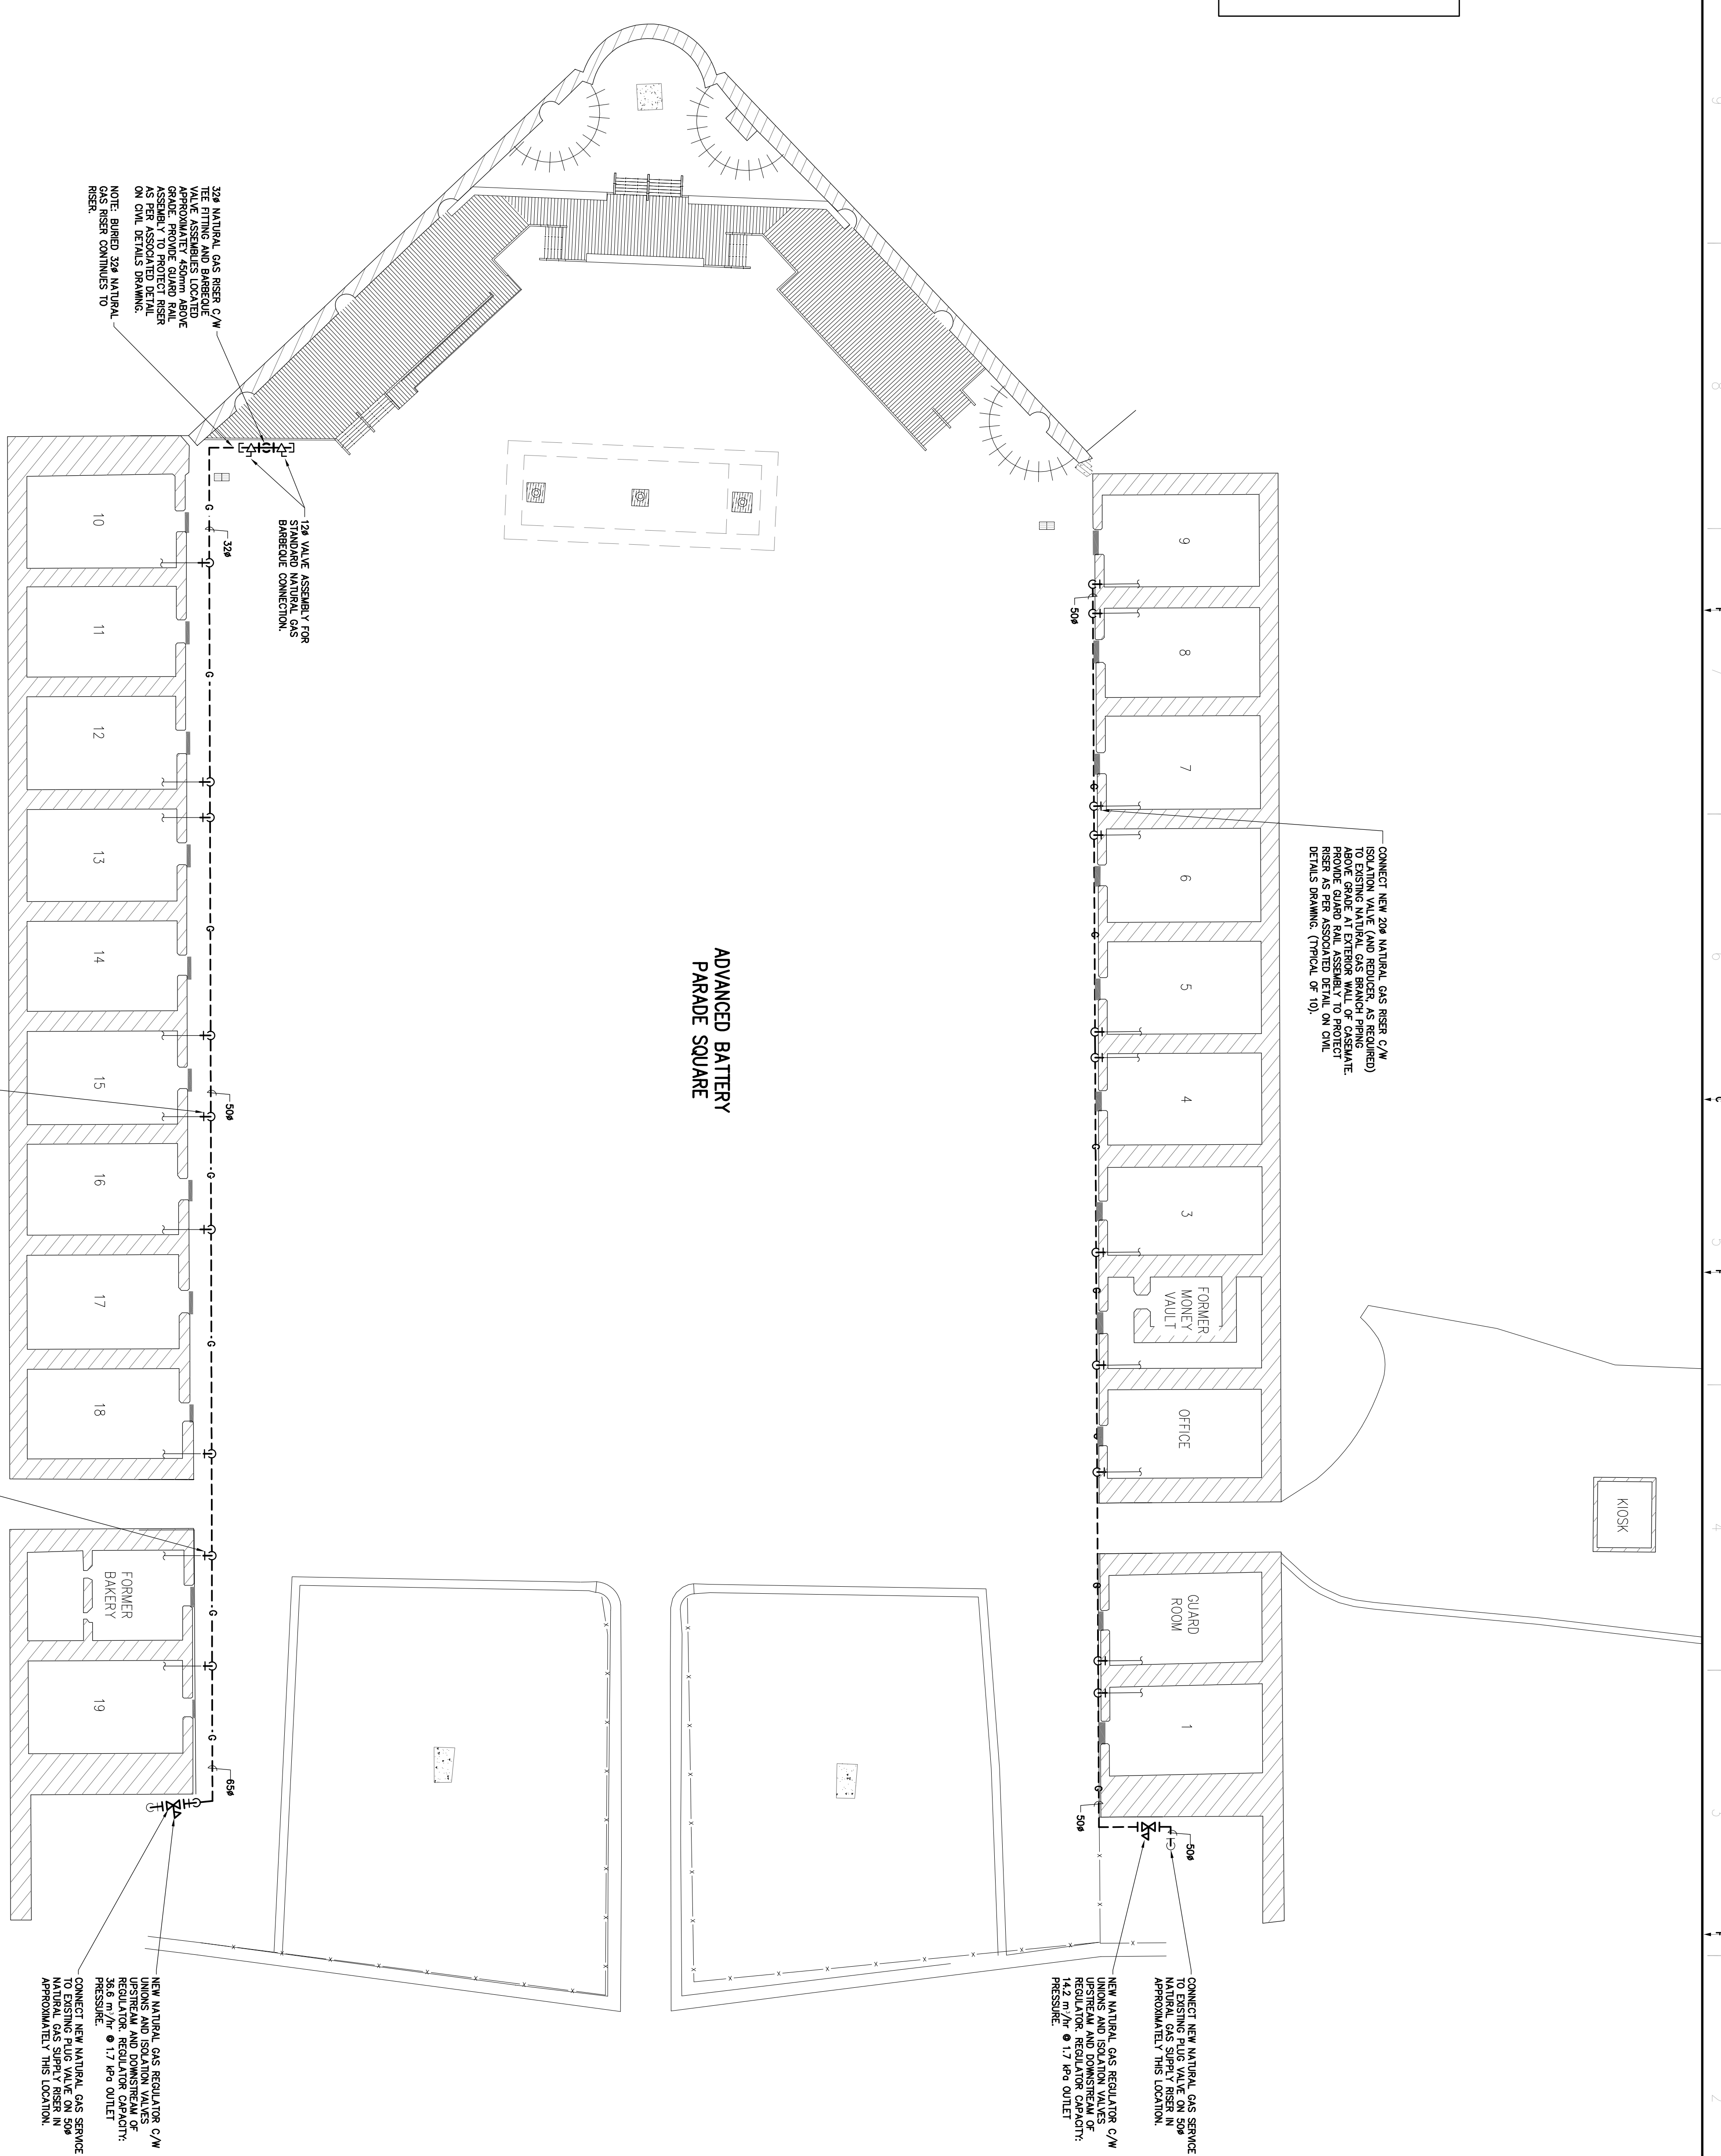 CONNECT NEW 20ø NATURAL GAS RISER C/W
ISOLATION VALVE (AND REDUCER, AS REQUIRED)
TO EXISTING NATURAL GAS BRANCH PIPING
ABOVE GRADE AT EXTERIOR WALL OF CASEMATE.
PROVIDE GUARD RAIL ASSEMBLY TO PROTECT
RISER AS PER ASSOCIATED DETAIL ON CIVIL
DETAILS DRAWING. (TYPICAL OF 10).
KIOSK
9
8
7
6
5
4
3
FORMER
MONEY
VAULT
OFFICE
GUARD
ROOM
1
50ø
G
G
G
G
G
G
G
50ø
50ø
CONNECT NEW NATURAL GAS SERVICE
TO EXISTING PLUG VALVE ON 50ø
NATURAL GAS SUPPLY RISER IN
APPROXIMATELY THIS LOCATION.
NEW NATURAL GAS REGULATOR C/W
UNIONS AND ISOLATION VALVES
UPSTREAM AND DOWNSTREAM OF
REGULATOR. REGULATOR CAPACITY:
14.2 m³/hr @ 1.7 kPa OUTLET
PRESSURE.
ADVANCED BATTERY
PARADE SQUARE
12ø VALVE ASSEMBLY FOR
STANDARD NATURAL GAS
BARBEQUE CONNECTION.
32ø NATURAL GAS RISER C/W
TEE FITTING AND BARBEQUE
VALVE ASSEMBLIES LOCATED
APPROXIMATEY 450mm ABOVE
GRADE. PROVIDE GUARD RAIL
ASSEMBLY TO PROTECT RISER
AS PER ASSOCIATED DETAIL
ON CIVIL DETAILS DRAWING.
NOTE: BURIED 32ø NATURAL
GAS RISER CONTINUES TO
RISER.
32ø
50ø
65ø
G
G
G
G
G
G
G
10
11
12
13
14
15
16
17
18
FORMER
BAKERY
19
NEW NATURAL GAS REGULATOR C/W
UNIONS AND ISOLATION VALVES
UPSTREAM AND DOWNSTREAM OF
REGULATOR. REGULATOR CAPACITY:
36.6 m³/hr @ 1.7 kPa OUTLET
PRESSURE.
CONNECT NEW NATURAL GAS SERVICE
TO EXISTING PLUG VALVE ON 50ø
NATURAL GAS SUPPLY RISER IN
APPROXIMATELY THIS LOCATION.